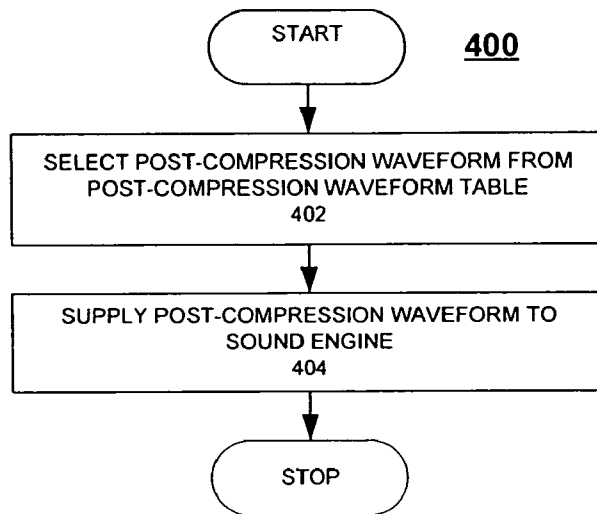 START
400
SELECT POST-COMPRESSION WAVEFORM FROM
POST-COMPRESSION WAVEFORM TABLE
402
SUPPLY POST-COMPRESSION WAVEFORM TO
SOUND ENGINE
404
STOP